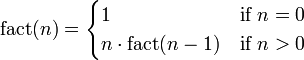 fact(n) = { 1 if n = 0
n · fact(n − 1) if n > 0